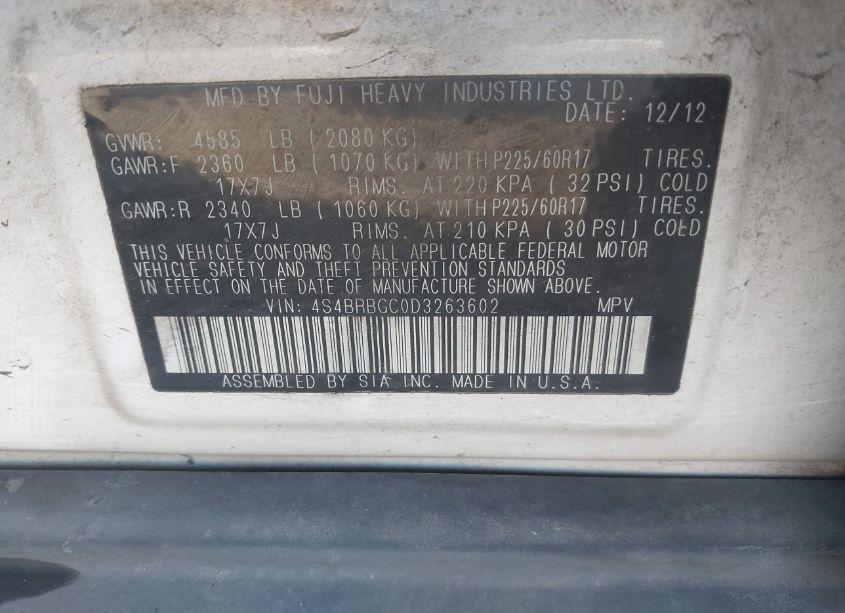 MFD BY FUJI HEAVY INDUSTRIES LTD.
DATE: 12/12
GVWR: 4585 LB ( 2080 KG)
GAWR:F 2360 LB ( 1070 KG) WITH P225/60R17 TIRES.
17X7J RIMS. AT 220 KPA ( 32 PSI) COLD
GAWR:R 2340 LB ( 1060 KG) WITH P225/60R17 TIRES.
17X7J RIMS. AT 210 KPA ( 30 PSI) COLD
THIS VEHICLE CONFORMS TO ALL APPLICABLE FEDERAL MOTOR
VEHICLE SAFETY AND THEFT PREVENTION STANDARDS
IN EFFECT ON THE DATE OF MANUFACTURE SHOWN ABOVE.
VIN: 4S4BRBGC0D3263602 MPV
ASSEMBLED BY SIA INC. MADE IN U.S.A.